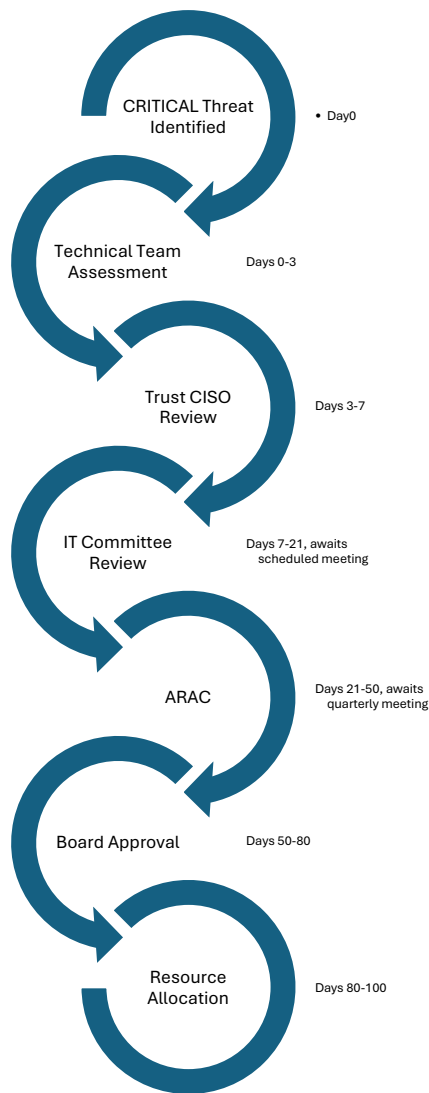 CRITICAL Threat
Identified
• Day0
Technical Team
Assessment
Days 0-3
Trust CISO
Review
Days 3-7
IT Committee
Review
Days 7-21, awaits
scheduled meeting
ARAC
Days 21-50, awaits
quarterly meeting
Board Approval
Days 50-80
Resource
Allocation
Days 80-100